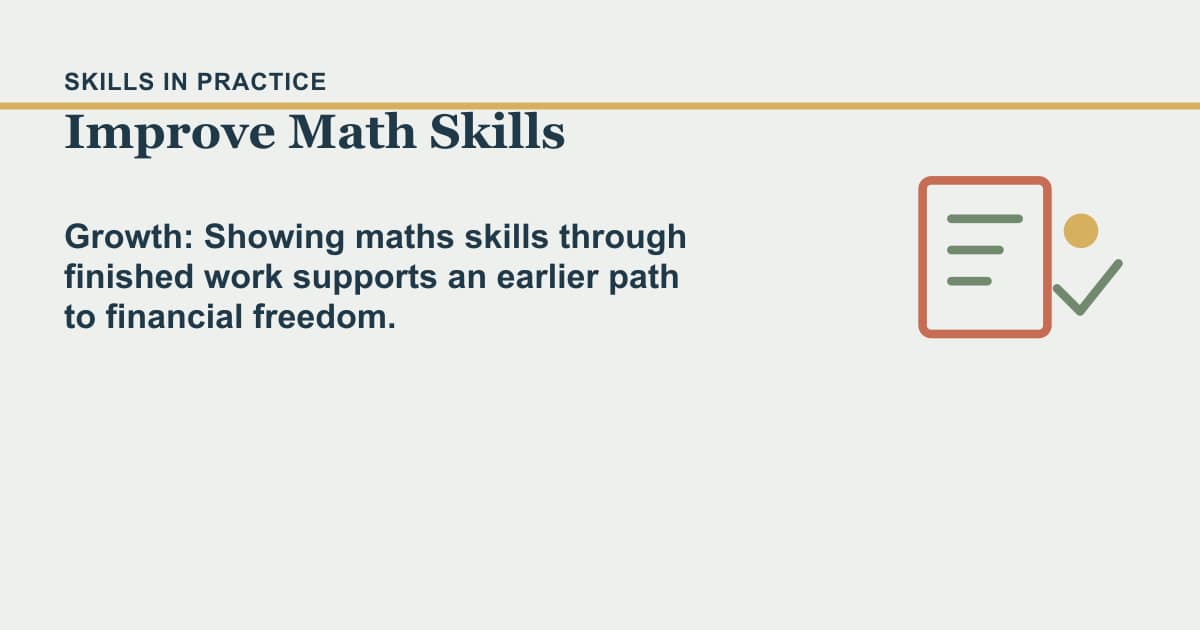 SKILLS IN PRACTICE
Improve Math Skills
Growth: Showing maths skills through
finished work supports an earlier path
to financial freedom.